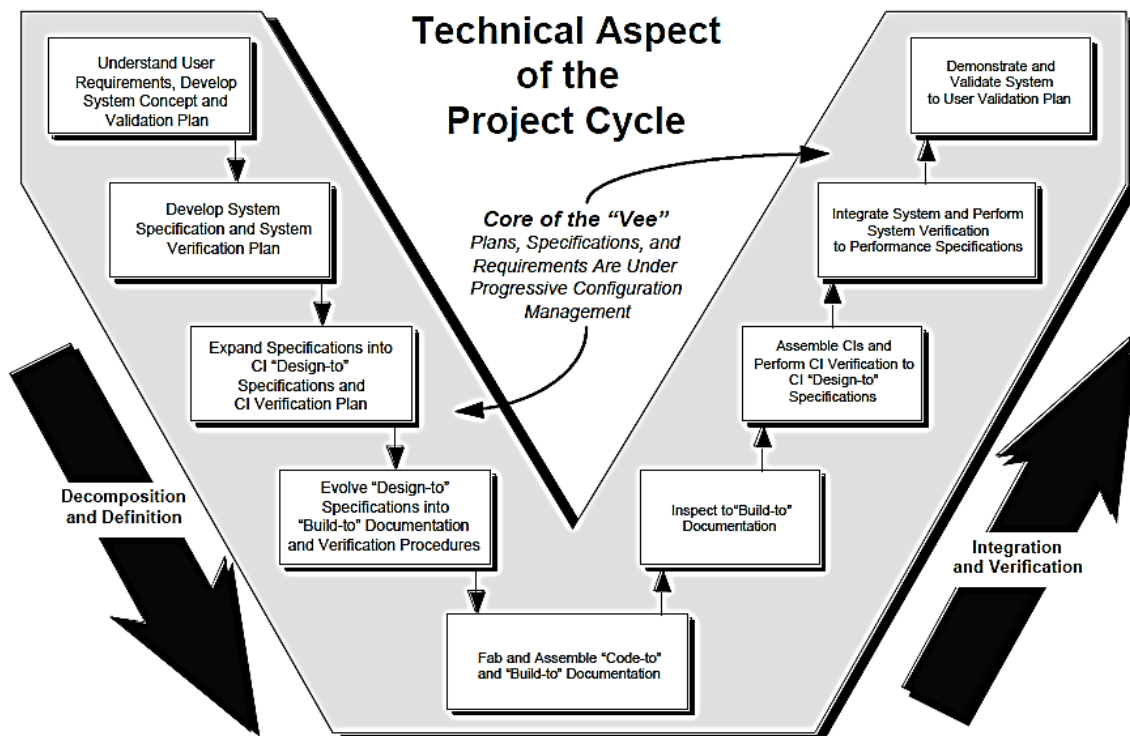 Technical Aspect
of the
Project Cycle
Understand User
Requirements, Develop
System Concept and
Validation Plan
Develop System
Specification and System
Verification Plan
Expand Specifications into
CI “Design-to”
Specifications and
CI Verification Plan
Evolve “Design-to”
Specifications into
“Build-to” Documentation
and Verification Procedures
Fab and Assemble “Code-to”
and “Build-to” Documentation
Inspect to“Build-to”
Documentation
Assemble CIs and
Perform CI Verification to
CI “Design-to”
Specifications
Integrate System and Perform
System Verification
to Performance Specifications
Demonstrate and
Validate System
to User Validation Plan
Core of the “Vee”
Plans, Specifications, and
Requirements Are Under
Progressive Configuration
Management
Decomposition
and Definition
Integration
and Verification